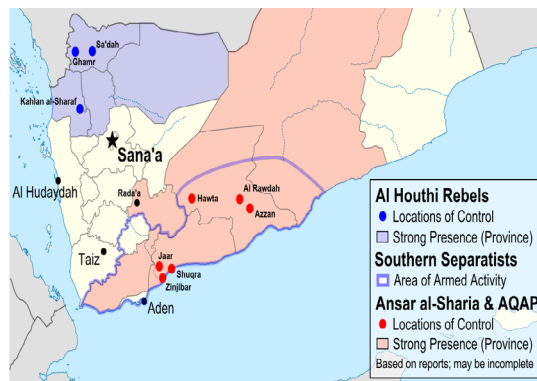 Sa'dah
Ghamr
Kahlan al-Sharaf
Sana'a
Al Hudaydah
Rada'a
Hawta
Al Rawdah
Azzan
Taiz
Jaar
Shuqra
Zinjibar
Aden
Al Houthi Rebels
Locations of Control
Strong Presence (Province)
Southern Separatists
Area of Armed Activity
Ansar al-Sharia & AQAP
Locations of Control
Strong Presence (Province)
Based on reports; may be incomplete